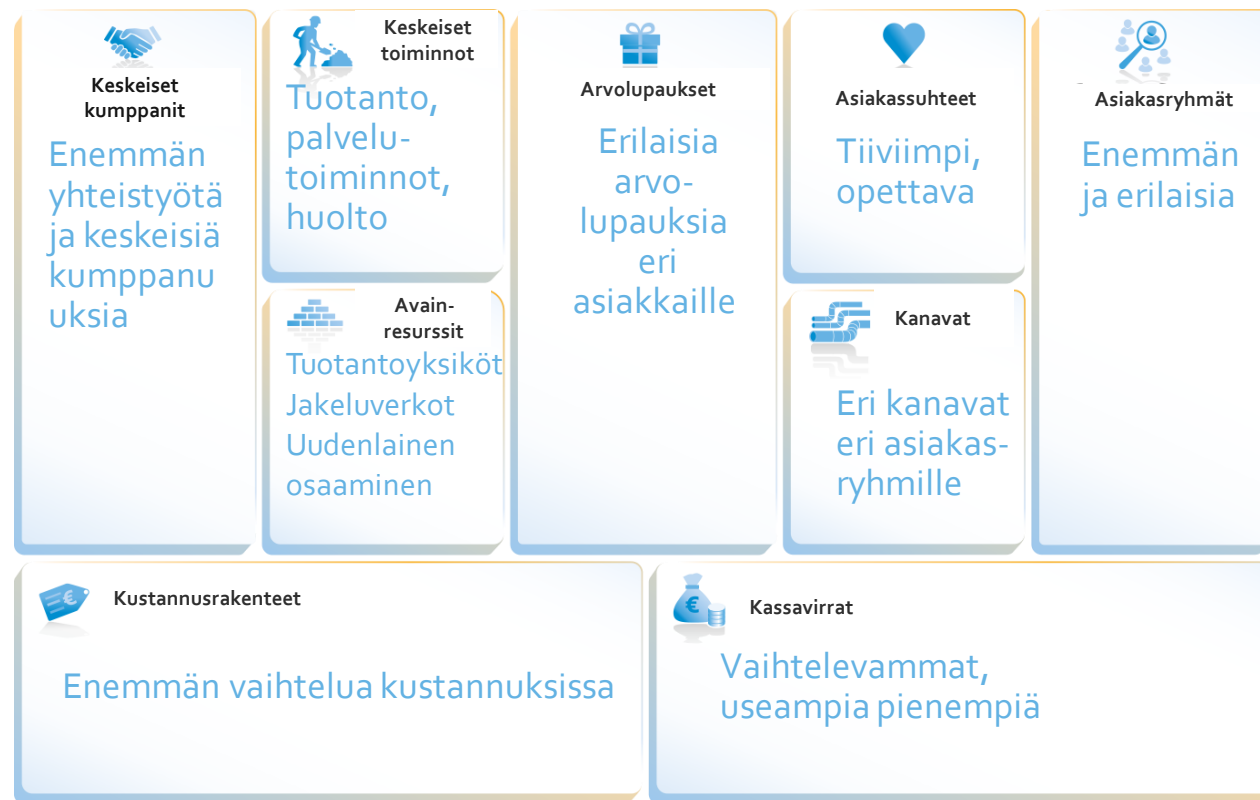 Keskeiset
kumppanit
Enemmän
yhteistyötä
ja keskeisiä
kumppanu
uksia
Keskeiset
toiminnot
Tuotanto,
palvelu-
toiminnot,
huolto
Avain-
resurssit
Tuotantoyksiköt
Jakeluverkot
Uudenlainen
osaaminen
Arvolupaukset
Erilaisia
arvo-
lupauksia
eri
asiakkaille
Asiakassuhteet
Tiiviimpi,
opettava
Kanavat
Eri kanavat
eri asiakas-
ryhmille
Asiakasryhmät
Enemmän
ja erilaisia
Kustannusrakenteet
Enemmän vaihtelua kustannuksissa
Kassavirrat
Vaihtelevammat,
useampia pienempiä